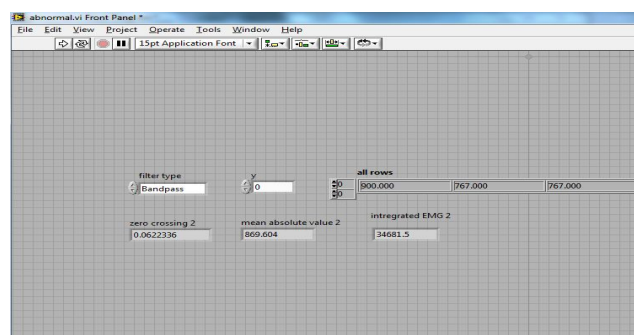 abnormal.vi Front Panel *
File Edit View Project Operate Tools Window Help
15pt Application Font
filter type y all rows
Bandpass 0 0 900.000 767.000 767.000
0
zero crossing 2 mean absolute value 2 intregrated EMG 2
0.0622336 869.604 34681.5